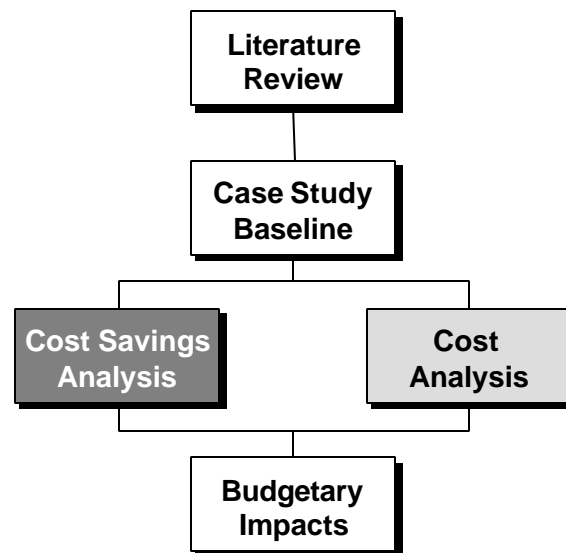 Literature
Review
Case Study
Baseline
Cost Savings
Analysis
Cost
Analysis
Budgetary
Impacts